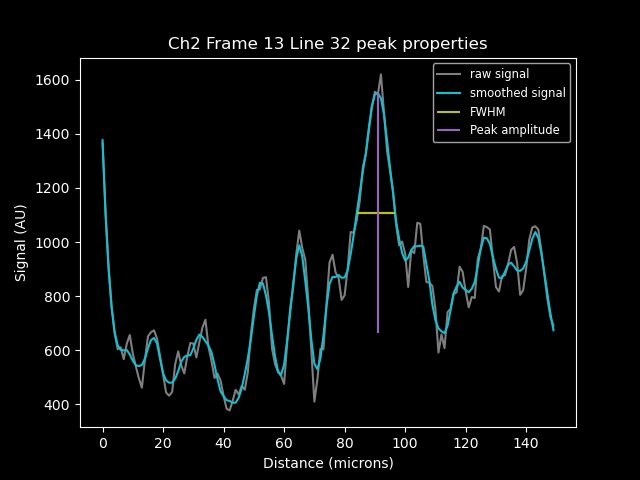 Ch2 Frame 13 Line 32 peak properties
raw signal
smoothed signal
FWHM
Peak amplitude
Signal (AU)
1600
1400
1200
1000
800
600
400
0 20 40 60 80 100 120 140
Distance (microns)